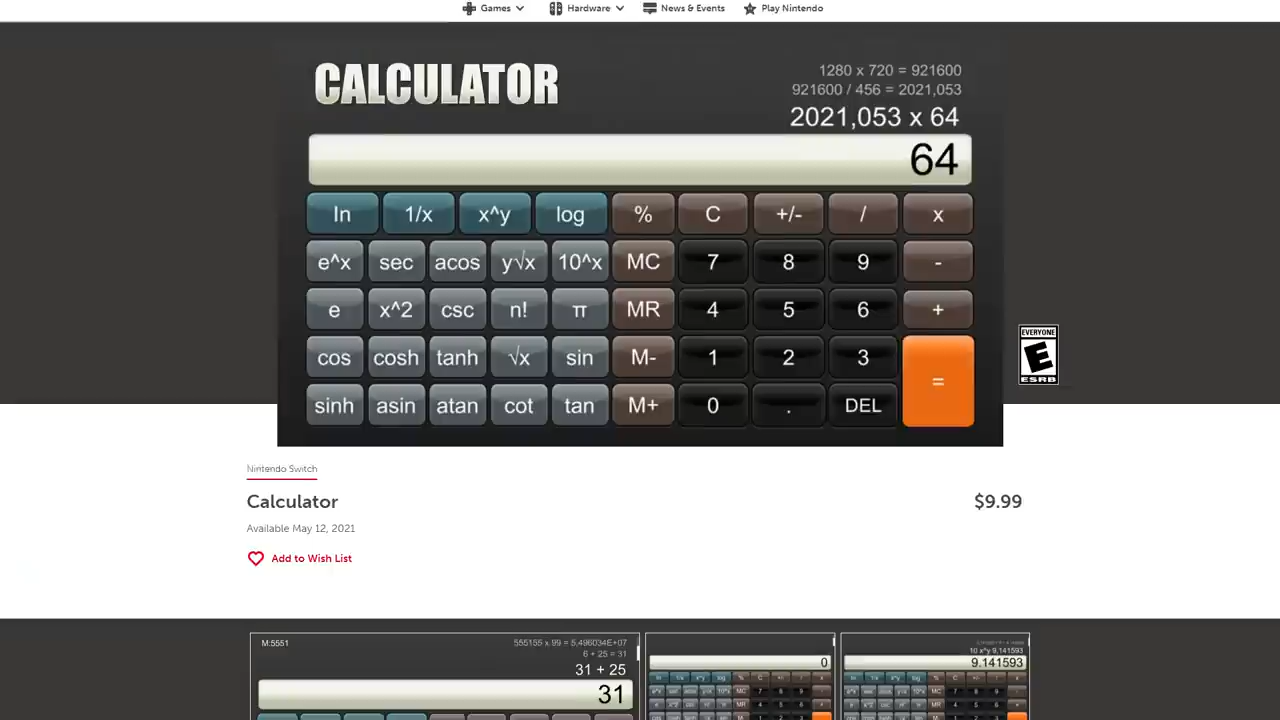 Games Hardware News & Events Play Nintendo
CALCULATOR
1280 x 720 = 921600
921600 / 456 = 2021,053
2021,053 x 64
64
ln 1/x x^y log % C +/- / x
e^x sec acos y√x 10^x MC 7 8 9 -
e x^2 csc n! π MR 4 5 6 +
cos cosh tanh √x sin M- 1 2 3 =
sinh asin atan cot tan M+ 0 . DEL
EVERYONE
E
ESRB
Nintendo Switch
Calculator
$9.99
Available May 12, 2021
Add to Wish List
M:5551
555155 x 99 = 5,496034E+07
6 + 25 = 31
31 + 25
31
0
10 x^y 9,141593
9.141593